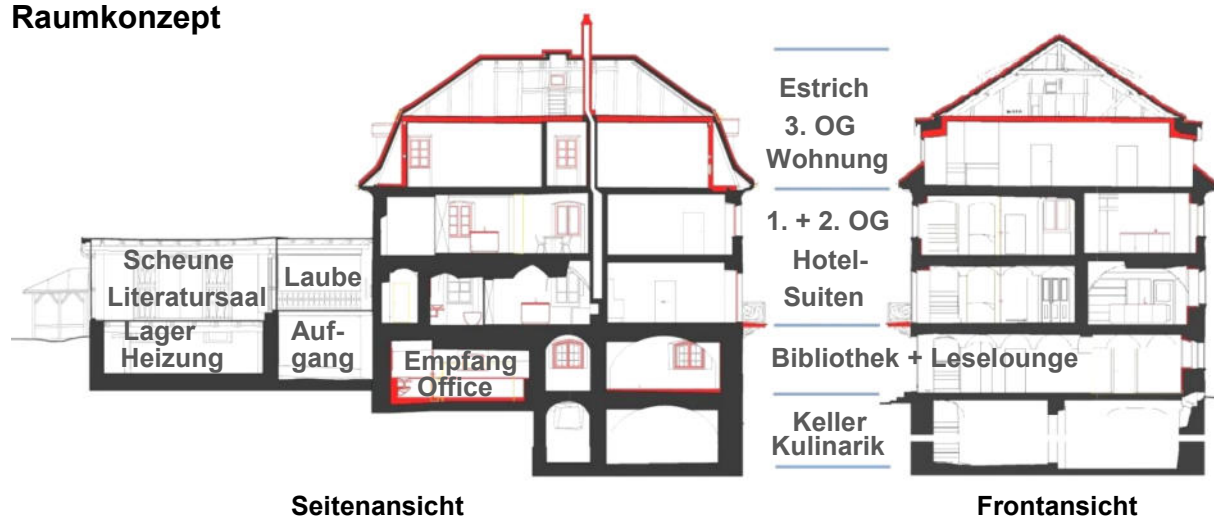 Raumkonzept
Estrich
3. OG
Wohnung
1. + 2. OG
Hotel-
Suiten
Scheune
Literatursaal
Laube
Lager
Heizung
Auf-
gang
Empfang
Office
Bibliothek + Leselounge
Keller
Kulinarik
Seitenansicht
Frontansicht